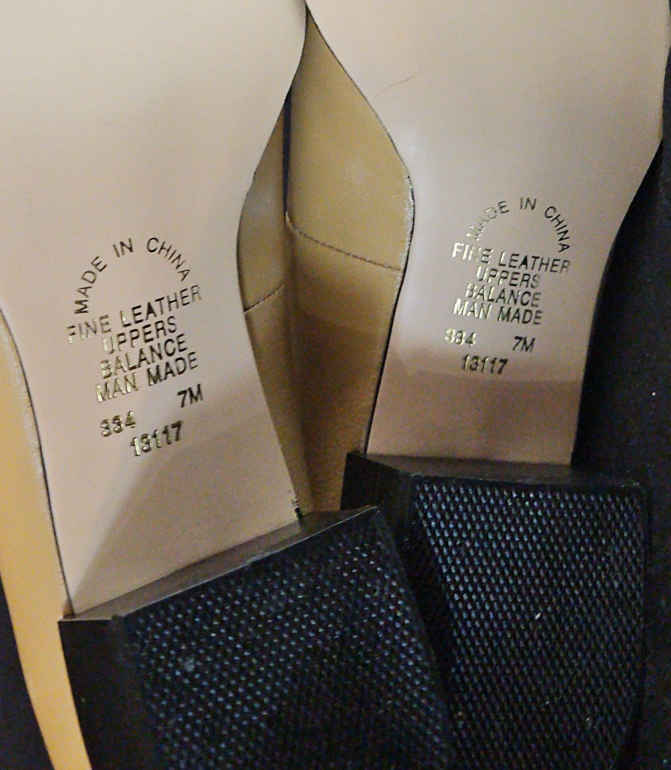 MADE IN CHINA
FINE LEATHER
UPPERS
BALANCE
MAN MADE
334 7M
13117
MADE IN CHINA
FINE LEATHER
UPPERS
BALANCE
MAN MADE
334 7M
13117